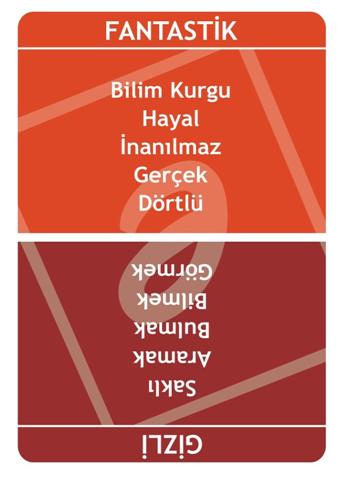 FANTASTİK
Bilim Kurgu
Hayal
İnanılmaz
Gerçek
Dörtlü
GİZLİ
Saklı
Aramak
Bulmak
Bilmek
Görmek